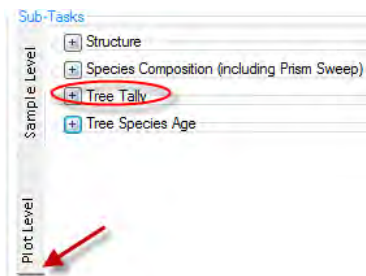 Sub-Tasks
Structure
Species Composition (including Prism Sweep)
Tree Tally
Tree Species Age
Sample Level
Plot Level